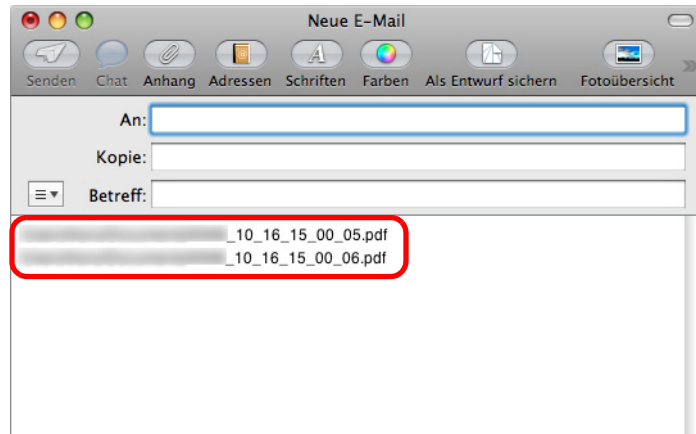 Neue E-Mail
Senden Chat Anhang Adressen Schriften Farben Als Entwurf sichern Fotoübersicht
An:
Kopie:
Betreff:
_10_16_15_00_05.pdf
_10_16_15_00_06.pdf